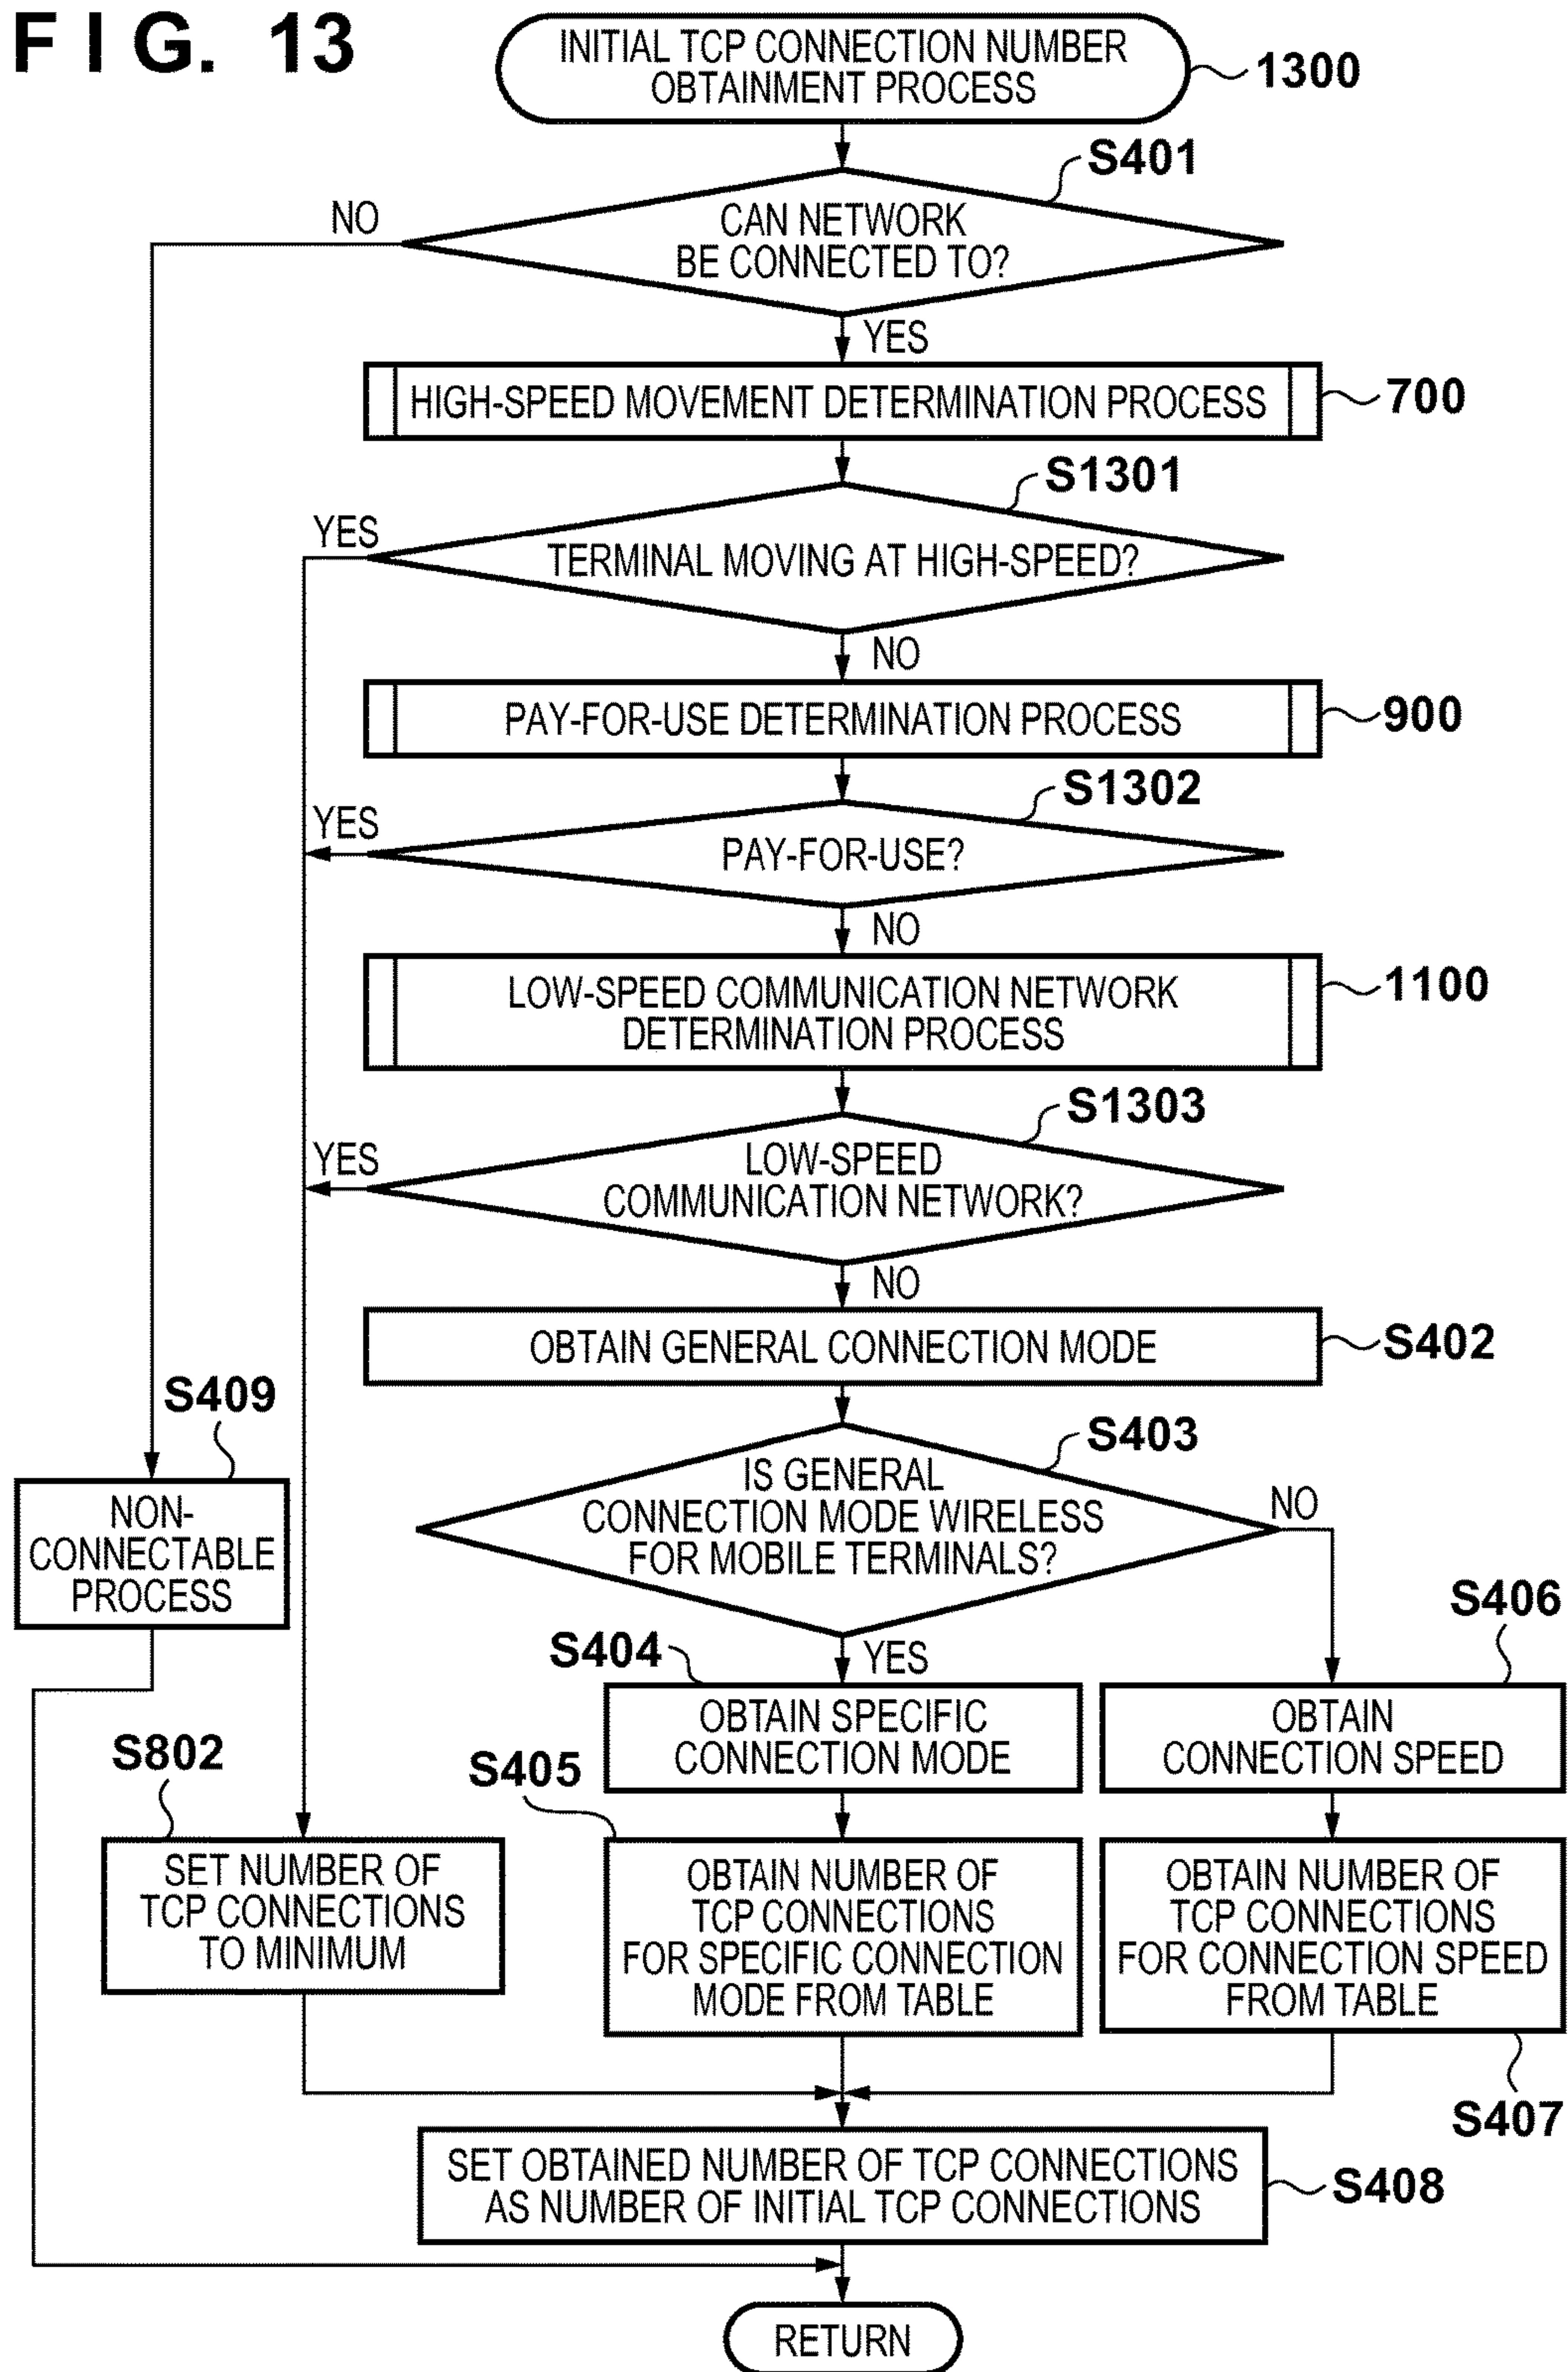 FIG. 13
INITIAL TCP CONNECTION NUMBER
OBTAINMENT PROCESS
1300
S401
CAN NETWORK
BE CONNECTED TO?
NO
YES
HIGH-SPEED MOVEMENT DETERMINATION PROCESS
700
S1301
TERMINAL MOVING AT HIGH-SPEED?
YES
NO
PAY-FOR-USE DETERMINATION PROCESS
900
S1302
PAY-FOR-USE?
YES
NO
LOW-SPEED COMMUNICATION NETWORK
DETERMINATION PROCESS
1100
S1303
LOW-SPEED
COMMUNICATION NETWORK?
YES
NO
OBTAIN GENERAL CONNECTION MODE
S402
S403
IS GENERAL
CONNECTION MODE WIRELESS
FOR MOBILE TERMINALS?
NO
YES
S409
NON-
CONNECTABLE
PROCESS
S404
OBTAIN SPECIFIC
CONNECTION MODE
S406
OBTAIN
CONNECTION SPEED
S802
SET NUMBER OF
TCP CONNECTIONS
TO MINIMUM
S405
OBTAIN NUMBER OF
TCP CONNECTIONS
FOR SPECIFIC CONNECTION
MODE FROM TABLE
OBTAIN NUMBER OF
TCP CONNECTIONS
FOR CONNECTION SPEED
FROM TABLE
S407
SET OBTAINED NUMBER OF TCP CONNECTIONS
AS NUMBER OF INITIAL TCP CONNECTIONS
S408
RETURN